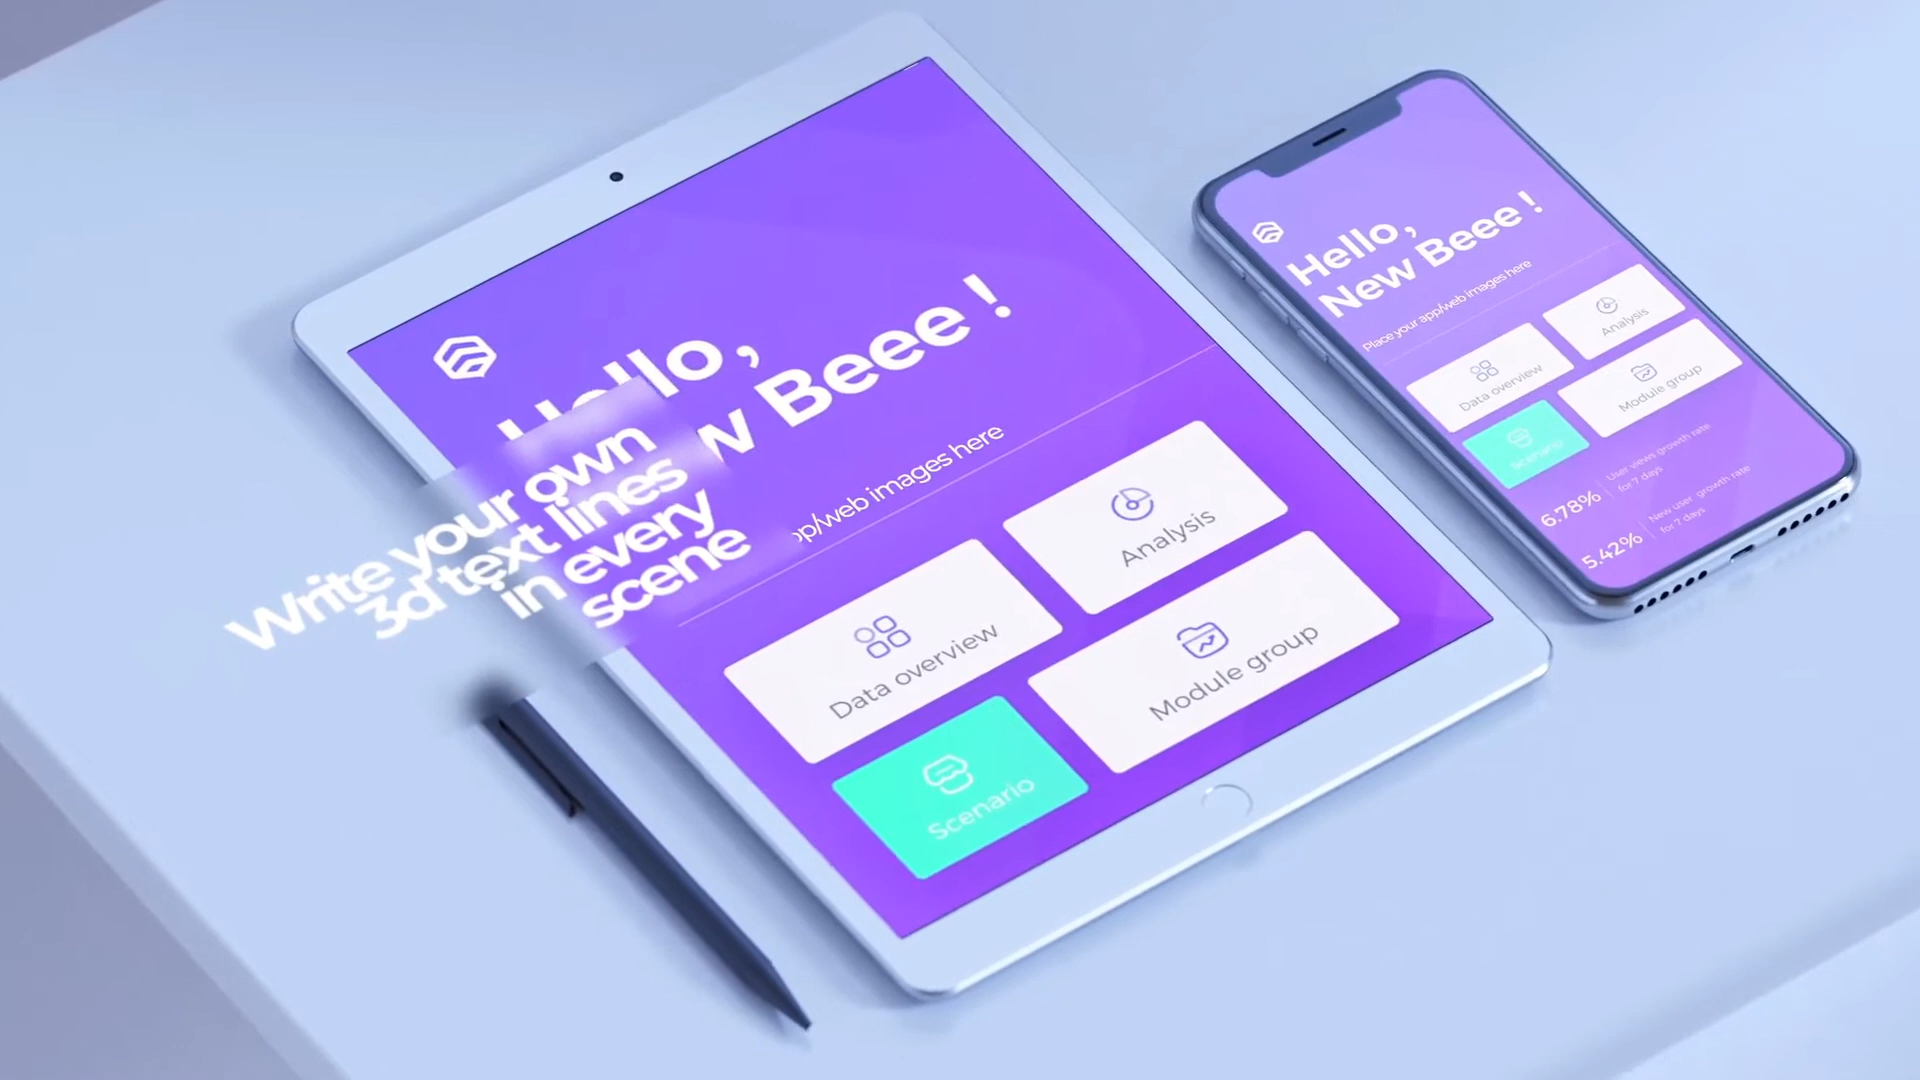 Hello,
w Beee !
app/web images here
Write your own
3d text lines
in every
scene
Analysis
Data overview
Module group
Scenario
Hello,
New Beee !
Place your app/web images here
Analysis
Data overview
Module group
Scenario
6.78%
User views growth rate
for 7 days
5.42%
New user growth rate
for 7 days